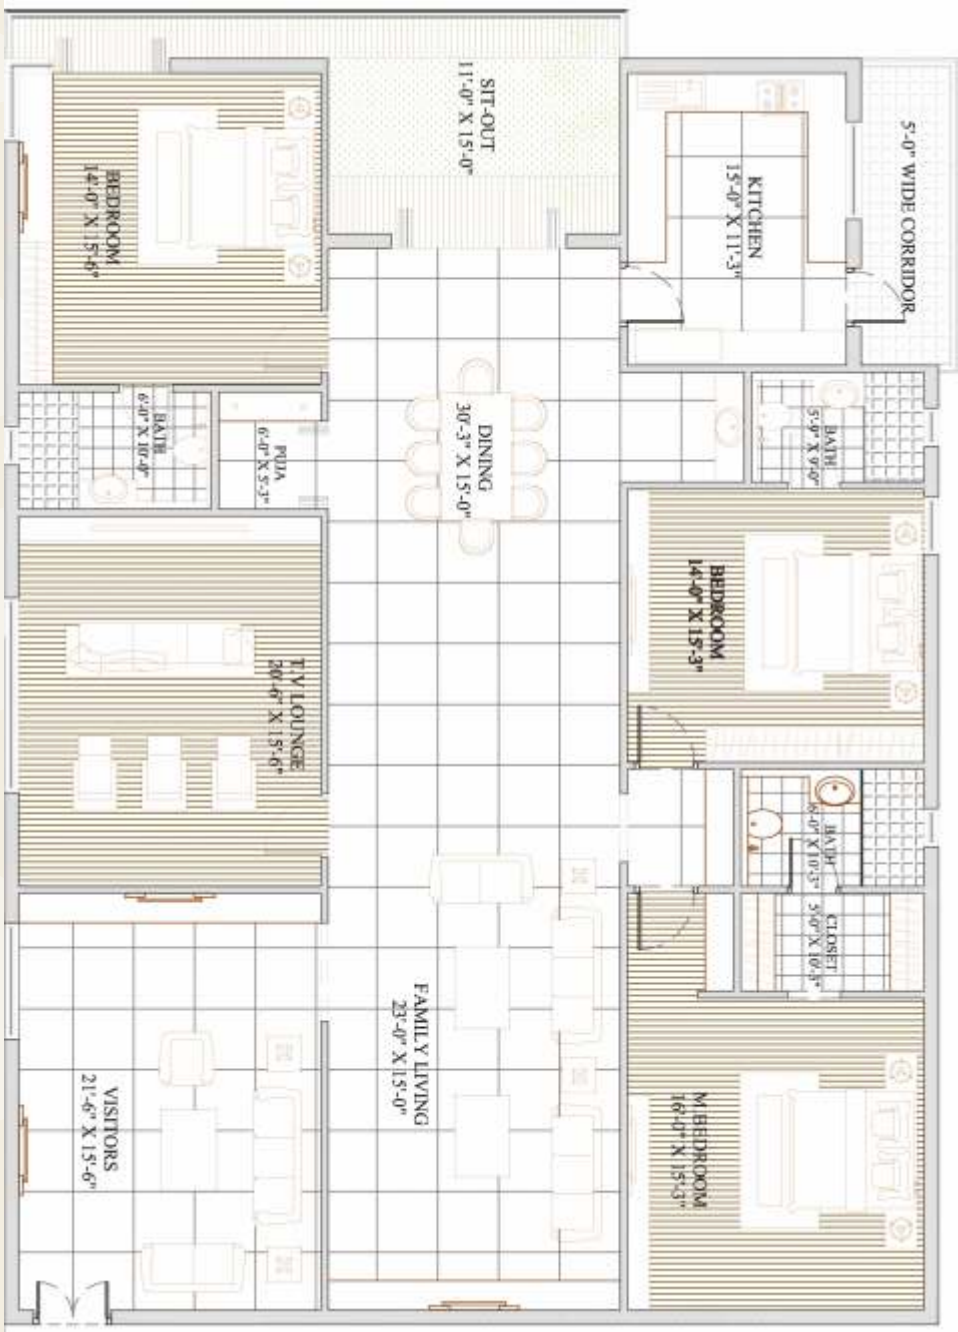 SIT-OUT
11'-0" X 15'-0"
5'-0" WIDE CORRIDOR
KITCHEN
15'-0" X 11'-3"
BEDROOM
14'-0" X 15'-6"
BATH
6'-0" X 10'-0"
PUJA
6'-0" X 5'-3"
DINING
30'-3" X 15'-0"
BATH
5'-9" X 9'-0"
BEDROOM
14'-0" X 15'-3"
T.V LOUNGE
20'-6" X 15'-6"
BATH
6'-0" X 10'-3"
CLOSET
5'-0" X 10'-3"
FAMILY LIVING
23'-0" X 15'-0"
VISITORS
21'-6" X 15'-6"
M.BEDROOM
16'-0" X 15'-3"